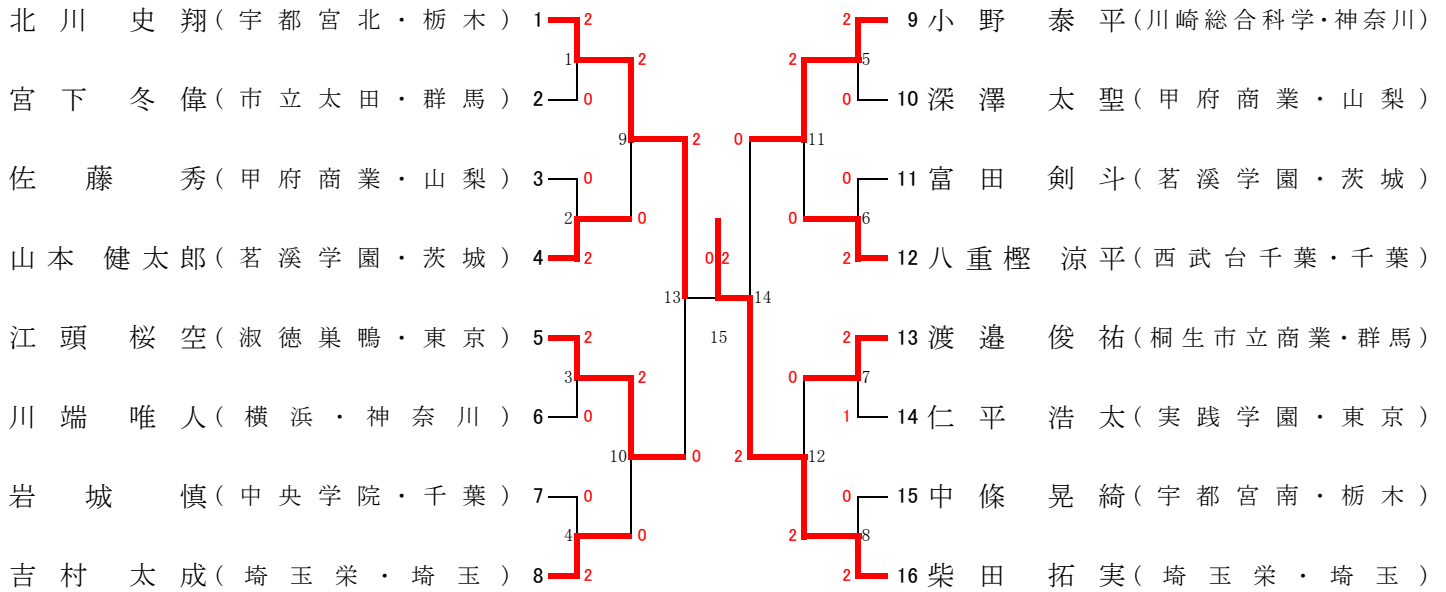 北川 史翔(宇都宮北・栃木) 1 2 2 9 小野 泰平(川崎総合科学・神奈川)
1 2 2 5
宮下 冬偉(市立太田・群馬) 2 0 0 10 深澤 太聖(甲府商業・山梨)
9 2 0 11
佐藤 秀(甲府商業・山梨) 3 0 0 11 富田 剣斗(茗溪学園・茨城)
2 0 0 6
山本 健太郎(茗溪学園・茨城) 4 2 0 2 2 12 八重樫 涼平(西武台千葉・千葉)
13 14
江頭 桜空(淑徳巣鴨・東京) 5 2 15 2 13 渡邉 俊祐(桐生市立商業・群馬)
3 2 0 7
川端 唯人(横浜・神奈川) 6 0 1 14 仁平 浩太(実践学園・東京)
10 0 2 12
岩城 慎(中央学院・千葉) 7 0 0 15 中條 晃綺(宇都宮南・栃木)
4 0 2 8
吉村 太成(埼玉栄・埼玉) 8 2 2 16 柴田 拓実(埼玉栄・埼玉)